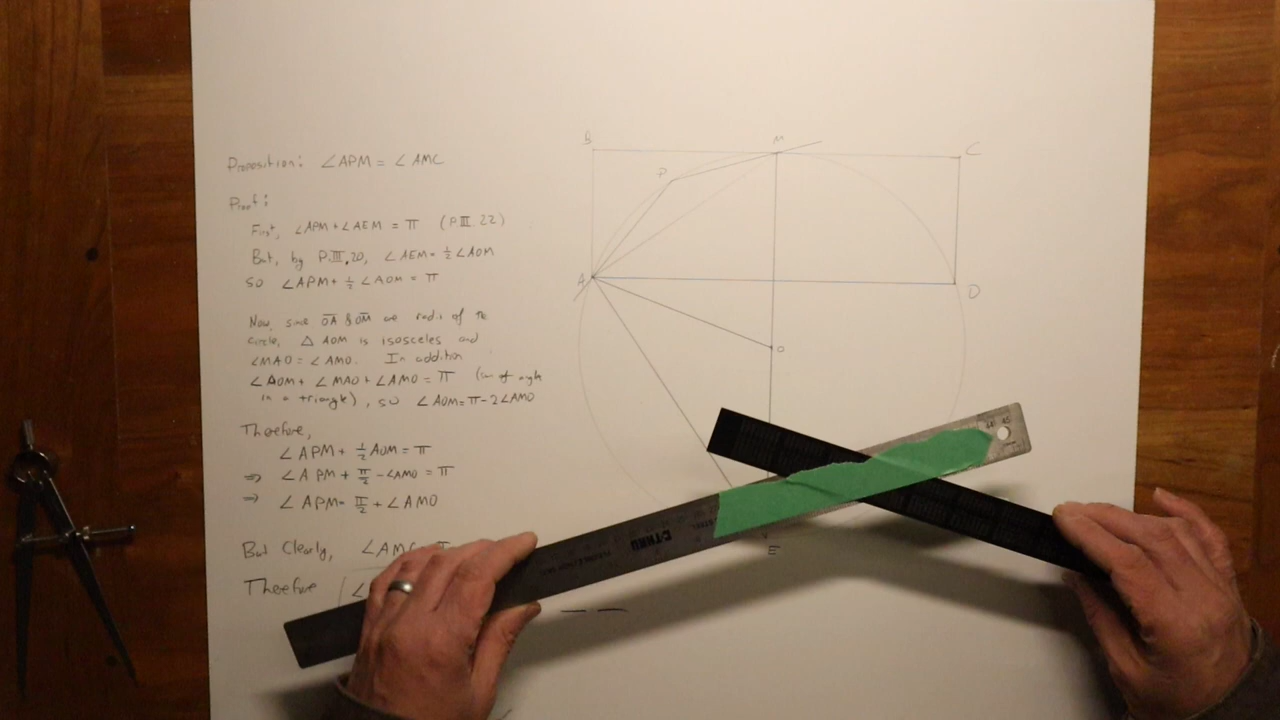 Proposition: ∠APM = ∠AMC
Proof:
First, ∠APM + ∠AEM = π (P.III.22)
But, by P.III.20, ∠AEM = ½ ∠AOM
so ∠APM + ½ ∠AOM = π
Now, since OA & OM are radii of the
circle, △ AOM is isosceles and
∠MAO = ∠AMO. In addition
∠AOM + ∠MAO + ∠AMO = π (sum of angles
in a triangle), so ∠AOM = π - 2∠AMO
Therefore,
∠APM + ½ AOM = π
⇒ ∠APM + π/2 - ∠AMO = π
⇒ ∠APM = π/2 + ∠AMO
But Clearly, ∠AMC
Therefore ∠
B
M
C
P
A
D
O
E
C-THRU